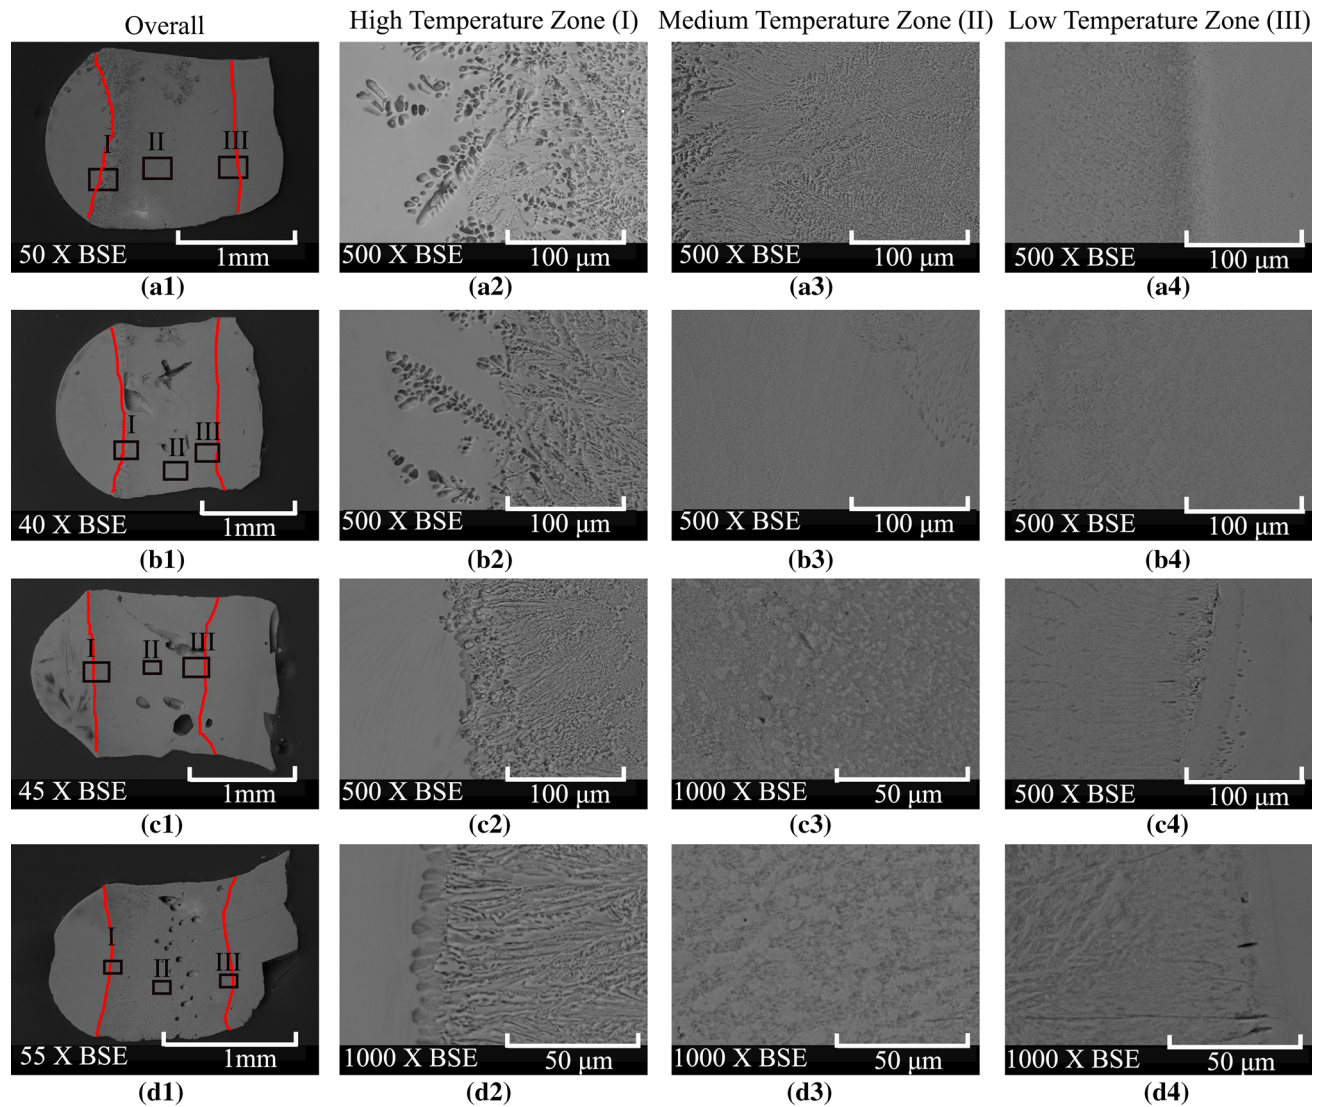 Overall
High Temperature Zone (I)
Medium Temperature Zone (II)
Low Temperature Zone (III)
I
II
III
50 X BSE
1mm
500 X BSE
100 μm
500 X BSE
100 μm
500 X BSE
100 μm
(a1)
(a2)
(a3)
(a4)
I
II
III
40 X BSE
1mm
500 X BSE
100 μm
500 X BSE
100 μm
500 X BSE
100 μm
(b1)
(b2)
(b3)
(b4)
I
II
III
45 X BSE
1mm
500 X BSE
100 μm
1000 X BSE
50 μm
500 X BSE
100 μm
(c1)
(c2)
(c3)
(c4)
I
II
III
55 X BSE
1mm
1000 X BSE
50 μm
1000 X BSE
50 μm
1000 X BSE
50 μm
(d1)
(d2)
(d3)
(d4)